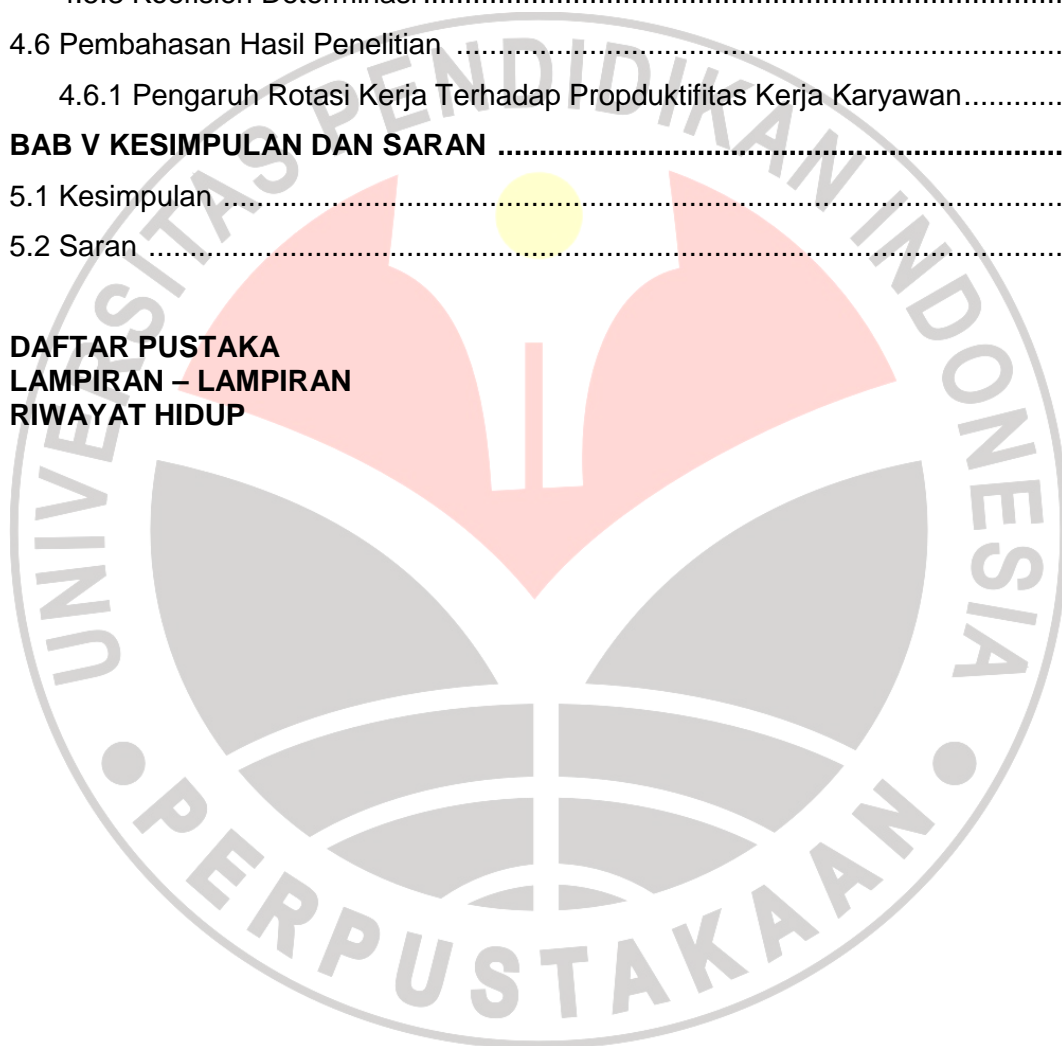 4.6 Pembahasan Hasil Penelitian ................................................................................
4.6.1 Pengaruh Rotasi Kerja Terhadap Propduktifitas Kerja Karyawan............
BAB V KESIMPULAN DAN SARAN ................................................................................
5.1 Kesimpulan ................................................................................
5.2 Saran ................................................................................
DAFTAR PUSTAKA
LAMPIRAN – LAMPIRAN
RIWAYAT HIDUP
UNIVERSITAS PENDIDIKAN INDONESIA
PERPUSTAKAAN